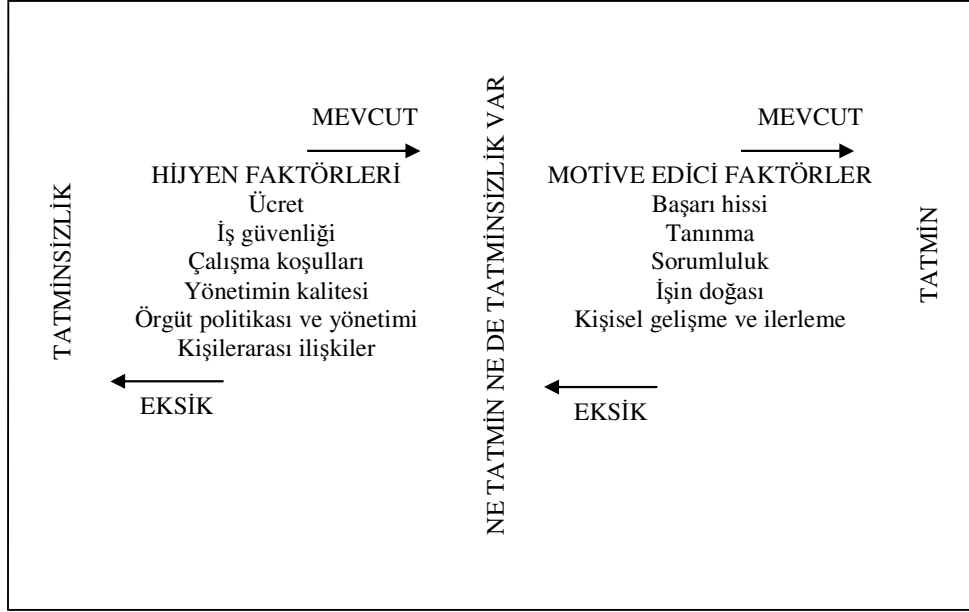 TATMİNSİZLİK
MEVCUT
HİJYEN FAKTÖRLERİ
Ücret
İş güvenliği
Çalışma koşulları
Yönetimin kalitesi
Örgüt politikası ve yönetimi
Kişilerarası ilişkiler
EKSİK
NE TATMİN NE DE TATMİNSİZLİK VAR
MEVCUT
MOTİVE EDİCİ FAKTÖRLER
Başarı hissi
Tanınma
Sorumluluk
İşin doğası
Kişisel gelişme ve ilerleme
EKSİK
TATMİN